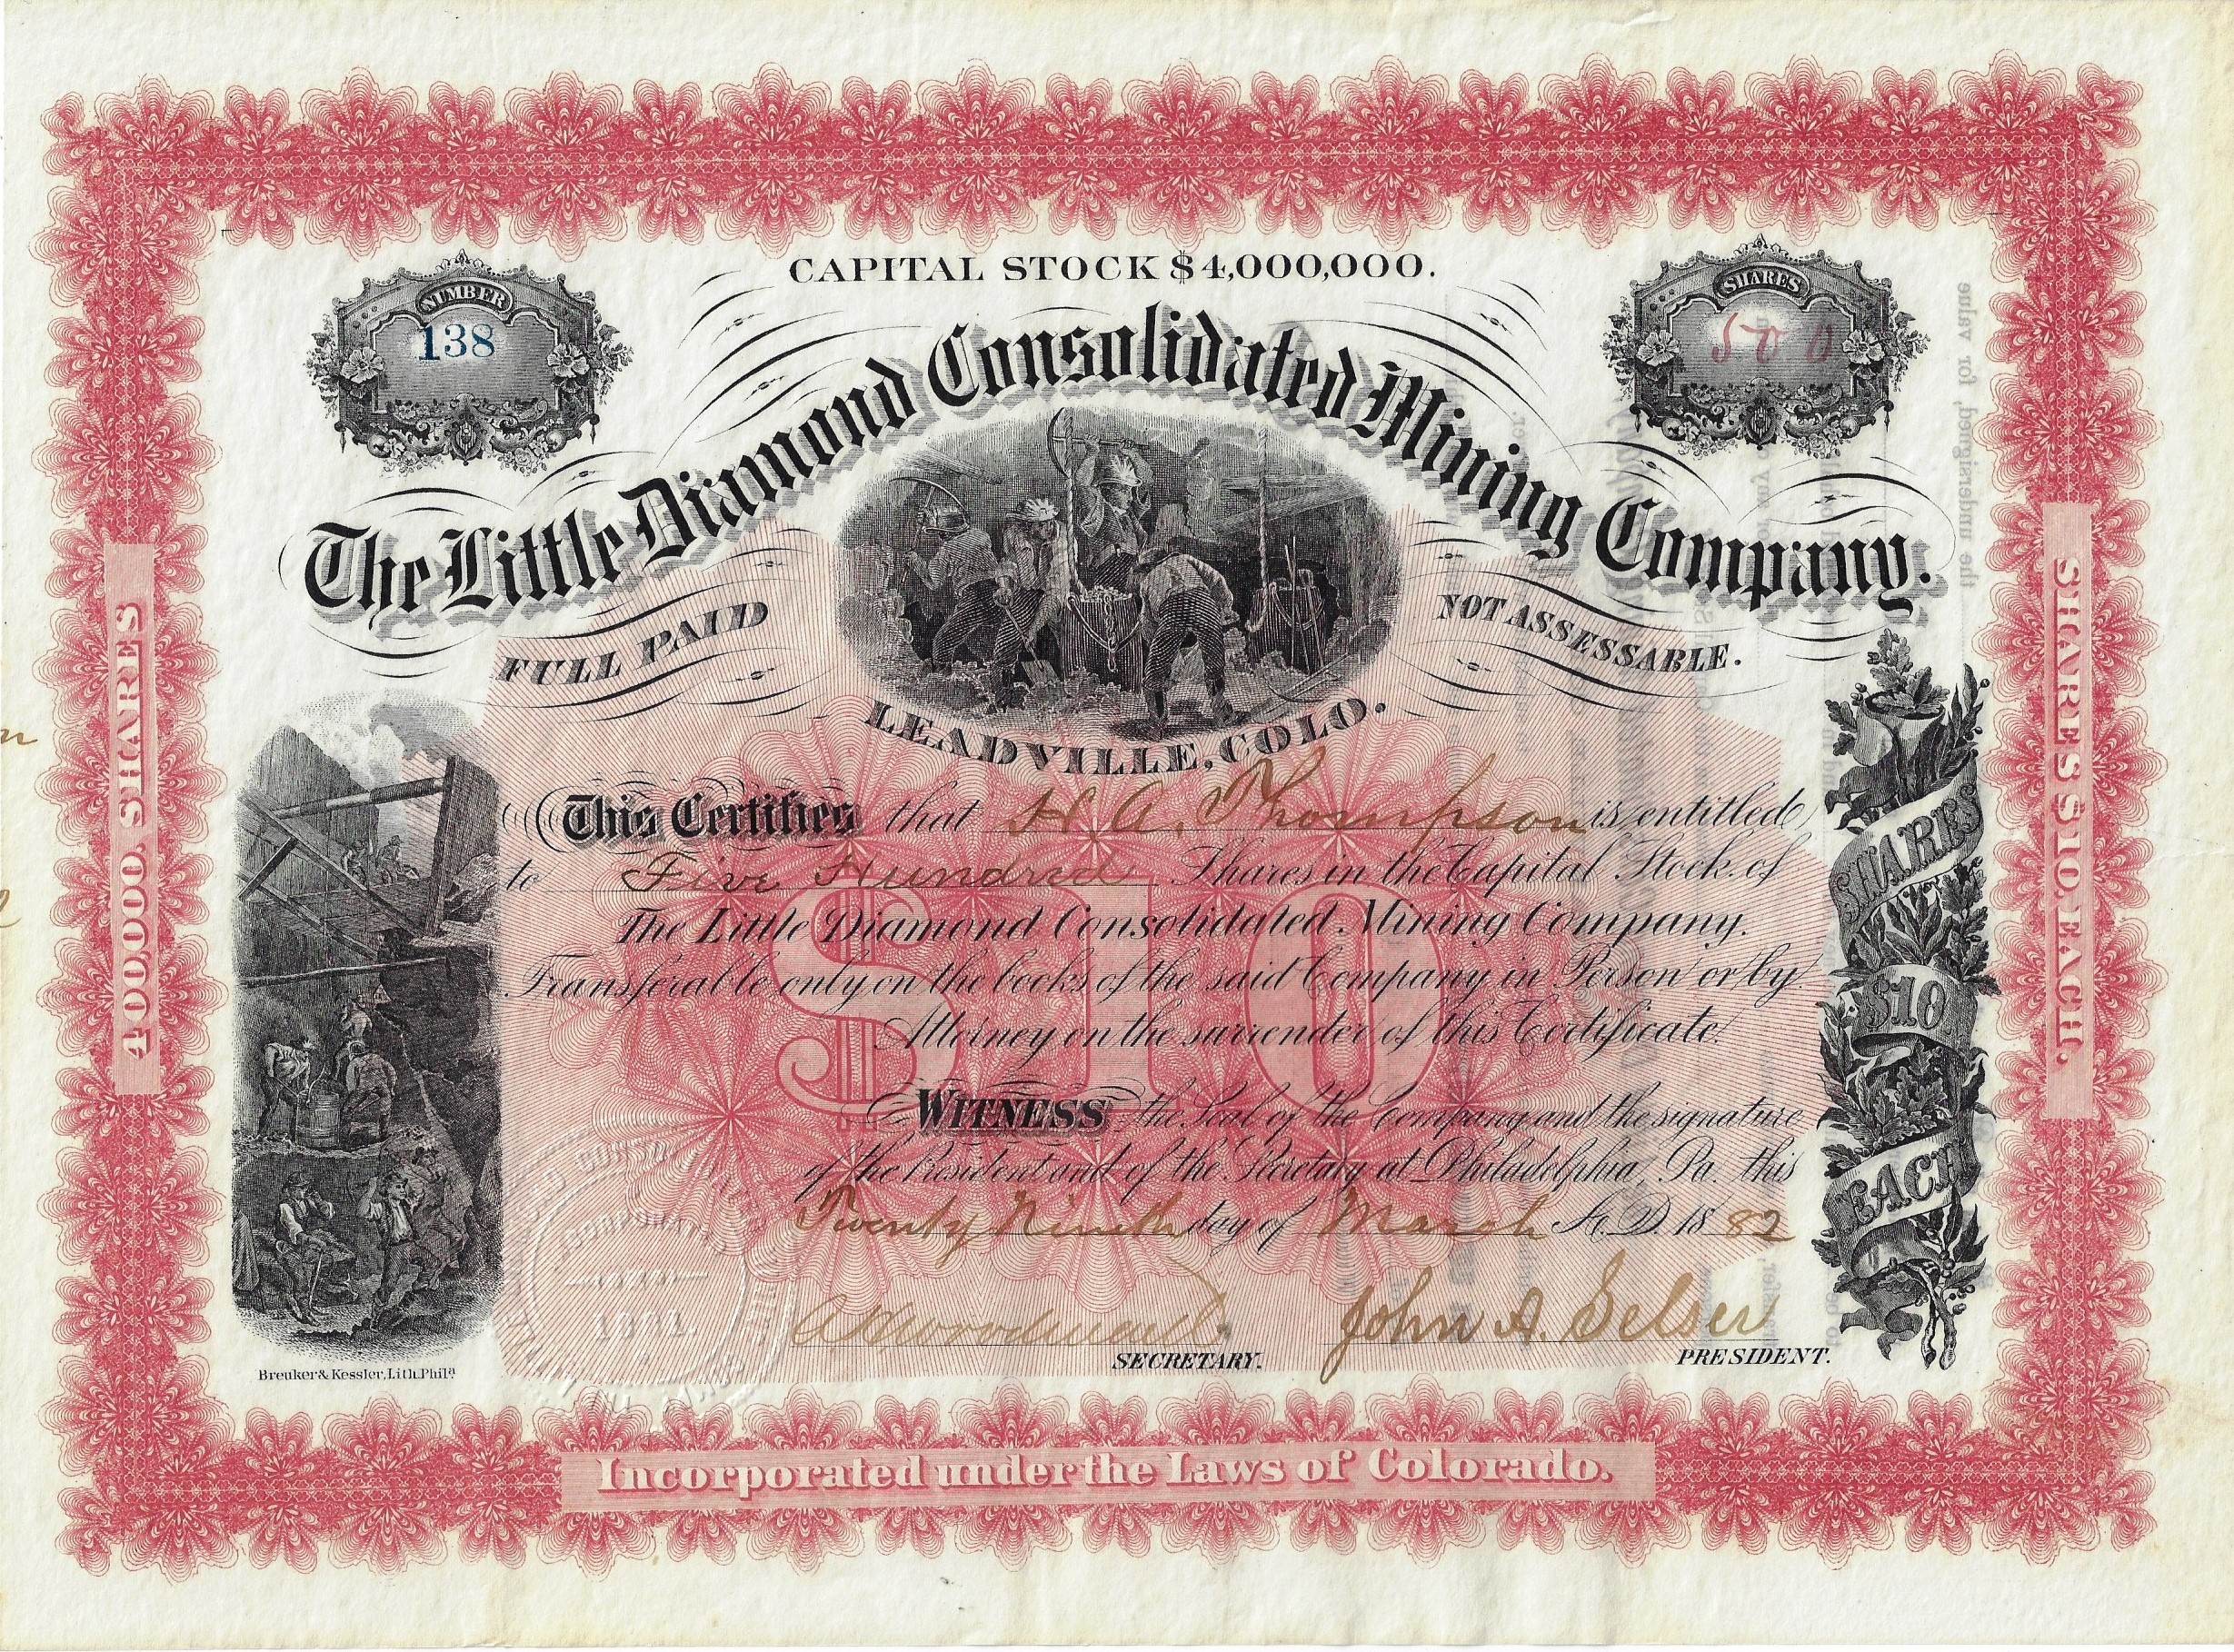 CAPITAL STOCK $4,000,000.
NUMBER
138
SHARES
500
The Little Diamond Consolidated Mining Company.
FULL PAID
NOT ASSESSABLE.
LEADVILLE, COLO.
This Certifies that H. A. Thompson is entitled
to Five Hundred Shares in the Capital Stock of
The Little Diamond Consolidated Mining Company.
Transferable only on the books of the said Company in Person or by
Attorney on the surrender of this Certificate.
WITNESS the Seal of the Company and the signature
of the President and of the Secretary at Philadelphia, Pa. this
Twenty Ninth day of March A.D. 1882
Woodward
SECRETARY.
John A. Selser
PRESIDENT.
SHARES
$10
EACH
400,000. SHARES
SHARES $10. EACH.
Breuker & Kessler, Lith. Phila.
Incorporated under the Laws of Colorado.
the undersigned, for value